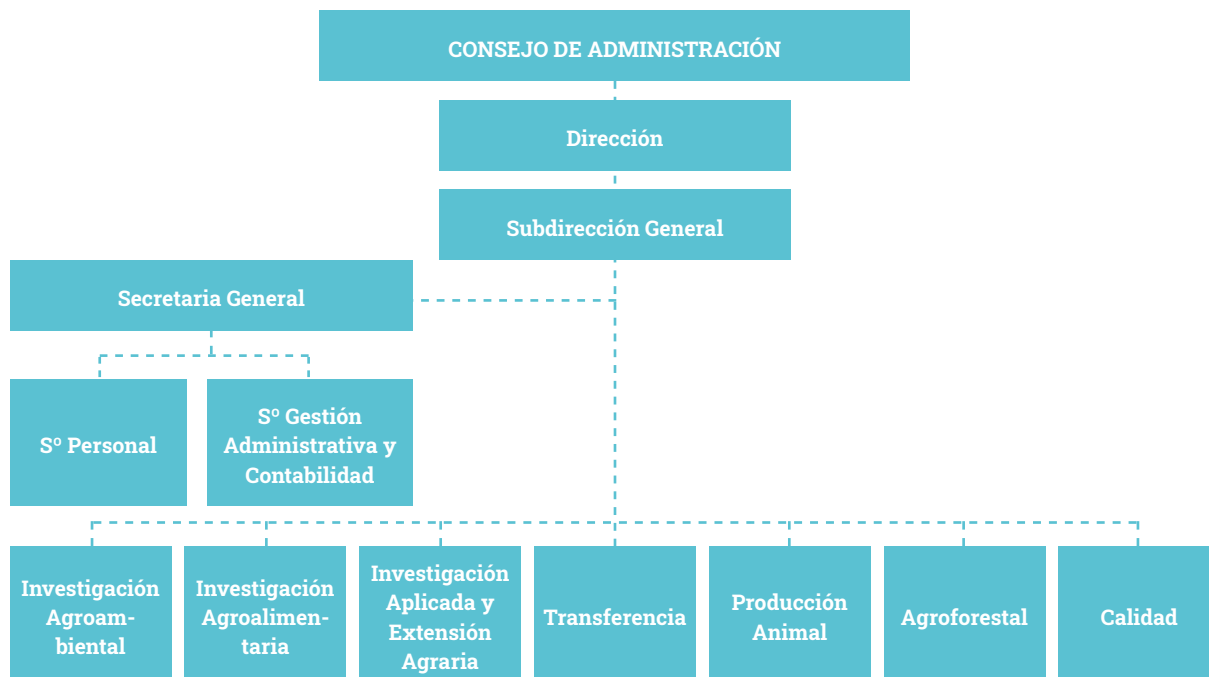 CONSEJO DE ADMINISTRACIÓN
Dirección
Subdirección General
Secretaria General
Sº Personal
Sº Gestión
Administrativa y
Contabilidad
Investigación
Agroam-
biental
Investigación
Agroalimen-
taria
Investigación
Aplicada y
Extensión
Agraria
Transferencia
Producción
Animal
Agroforestal
Calidad